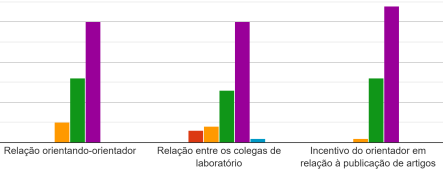 Relação orientando-orientador
Relação entre os colegas de
laboratório
Incentivo do orientador em
relação à publicação de artigos